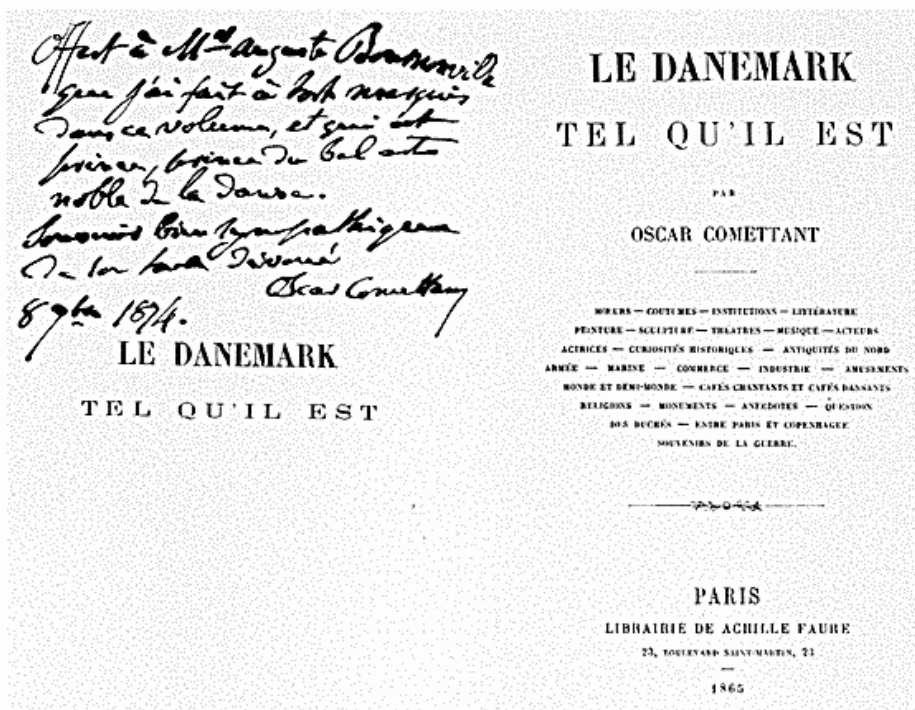 Offert à Mr Auguste Bournonville
que j'ai fait à tort marquis
dans ce volume, et qui est
prince, prince du bel art
noble de la danse.
Souvenir bien sympathique
de son tout dévoué
Oscar Comettant
8 9bre 1874.
LE DANEMARK
TEL QU'IL EST
LE DANEMARK
TEL QU'IL EST
PAR
OSCAR COMETTANT
MŒURS — COUTUMES — INSTITUTIONS — LITTÉRATURE
PEINTURE — SCULPTURE — THÉATRES — MUSIQUE — ACTEURS
ACTRICES — CURIOSITÉS HISTORIQUES — ANTIQUITÉS DU NORD
ARMÉE — MARINE — COMMERCE — INDUSTRIE — AMUSEMENTS
MONDE ET DEMI-MONDE — CAFÉS CHANTANTS ET CAFÉS DANSANTS
RELIGIONS — MONUMENTS — ANECDOTES — QUESTION
DES DUCHÉS — ENTRE PARIS ET COPENHAGUE
SOUVENIRS DE LA GUERRE.
PARIS
LIBRAIRIE DE ACHILLE FAURE
23, BOULEVARD SAINT-MARTIN, 23
1865